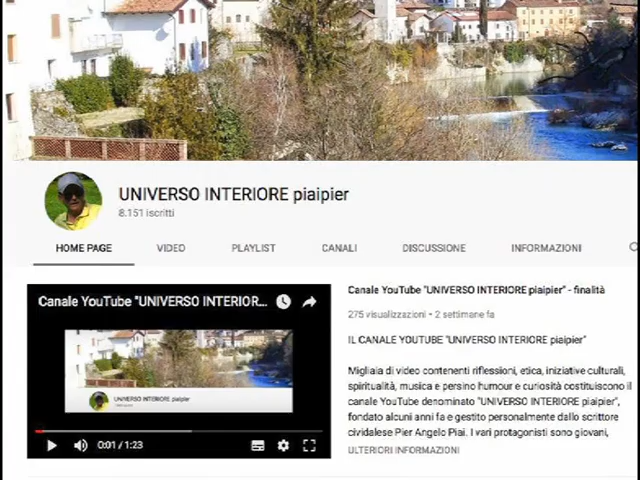 UNIVERSO INTERIORE piaipier
8.151 iscritti
HOME PAGE VIDEO PLAYLIST CANALI DISCUSSIONE INFORMAZIONI
Canale YouTube "UNIVERSO INTERIOR...
UNIVERSO INTERIORE piaipier
0:01 / 1:23
Canale YouTube "UNIVERSO INTERIORE piaipier" - finalità
275 visualizzazioni • 2 settimane fa
IL CANALE YOUTUBE "UNIVERSO INTERIORE piaipier"
Migliaia di video contenenti riflessioni, etica, iniziative culturali,
spiritualità, musica e persino humour e curiosità costituiscono il
canale YouTube denominato "UNIVERSO INTERIORE piaipier",
fondato alcuni anni fa e gestito personalmente dallo scrittore
cividalese Pier Angelo Piai. I vari protagonisti sono giovani,
ULTERIORI INFORMAZIONI